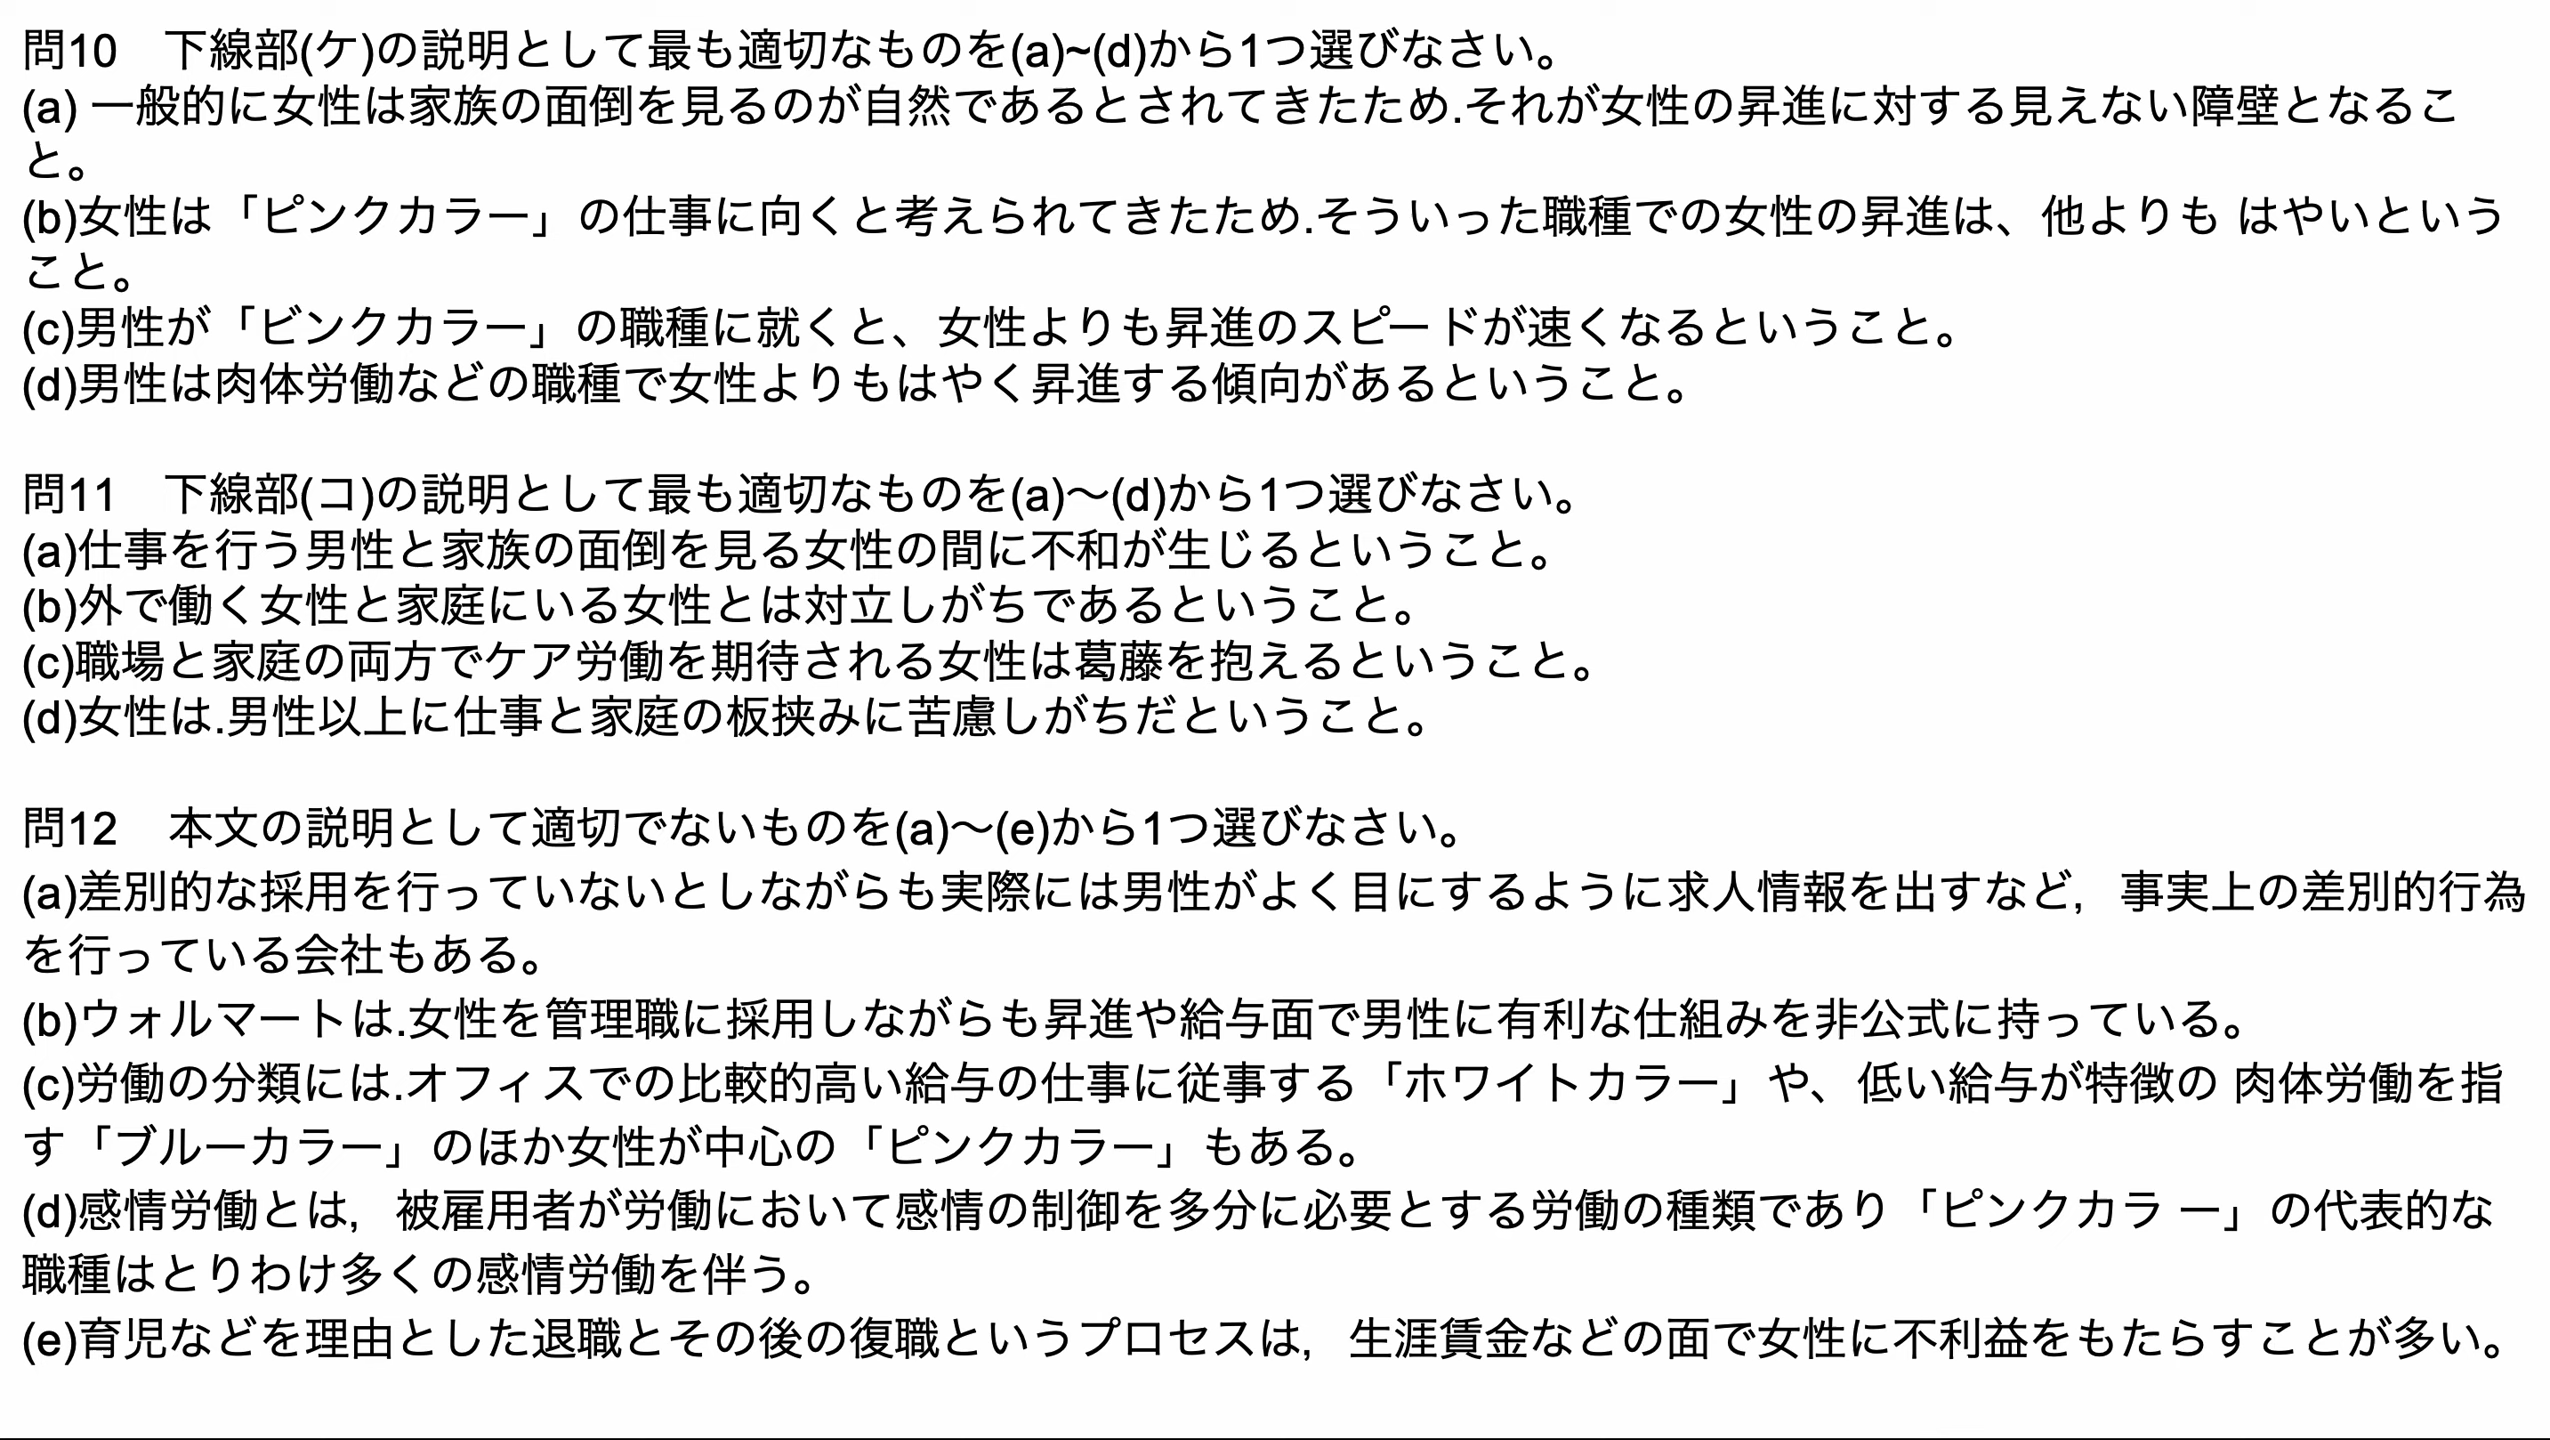 問10　下線部(ケ)の説明として最も適切なものを(a)~(d)から1つ選びなさい。
(a) 一般的に女性は家族の面倒を見るのが自然であるとされてきたため.それが女性の昇進に対する見えない障壁となるこ
と。
(b)女性は「ピンクカラー」の仕事に向くと考えられてきたため.そういった職種での女性の昇進は、他よりも はやいという
こと。
(c)男性が「ビンクカラー」の職種に就くと、女性よりも昇進のスピードが速くなるということ。
(d)男性は肉体労働などの職種で女性よりもはやく昇進する傾向があるということ。
問11　下線部(コ)の説明として最も適切なものを(a)〜(d)から1つ選びなさい。
(a)仕事を行う男性と家族の面倒を見る女性の間に不和が生じるということ。
(b)外で働く女性と家庭にいる女性とは対立しがちであるということ。
(c)職場と家庭の両方でケア労働を期待される女性は葛藤を抱えるということ。
(d)女性は.男性以上に仕事と家庭の板挟みに苦慮しがちだということ。
問12　本文の説明として適切でないものを(a)〜(e)から1つ選びなさい。
(a)差別的な採用を行っていないとしながらも実際には男性がよく目にするように求人情報を出すなど，事実上の差別的行為
を行っている会社もある。
(b)ウォルマートは.女性を管理職に採用しながらも昇進や給与面で男性に有利な仕組みを非公式に持っている。
(c)労働の分類には.オフィスでの比較的高い給与の仕事に従事する「ホワイトカラー」や、低い給与が特徴の 肉体労働を指
す「ブルーカラー」のほか女性が中心の「ピンクカラー」もある。
(d)感情労働とは，被雇用者が労働において感情の制御を多分に必要とする労働の種類であり「ピンクカラ ー」の代表的な
職種はとりわけ多くの感情労働を伴う。
(e)育児などを理由とした退職とその後の復職というプロセスは，生涯賃金などの面で女性に不利益をもたらすことが多い。